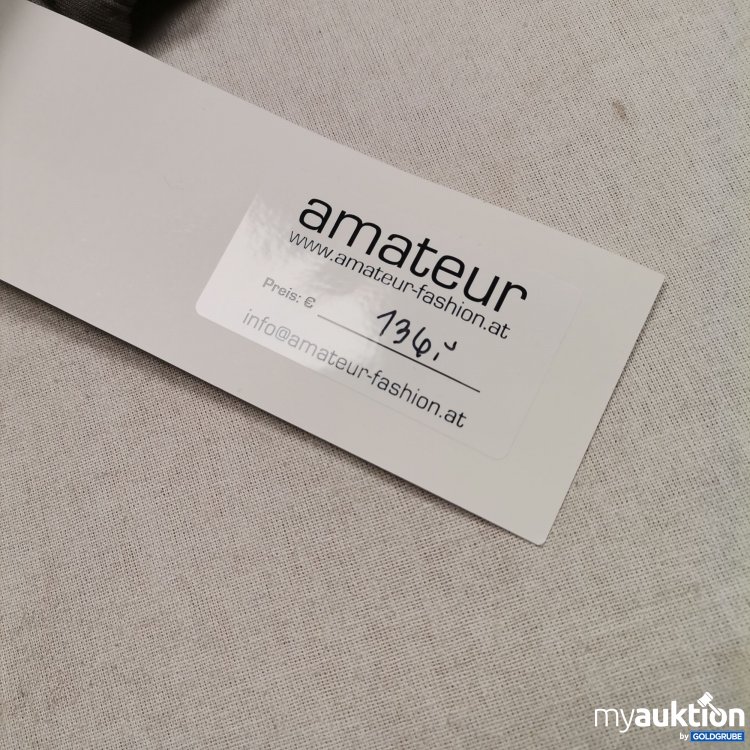 amateur
www.amateur-fashion.at
Preis: € 136,-
info@amateur-fashion.at
myauktion
by GOLDGRUBE